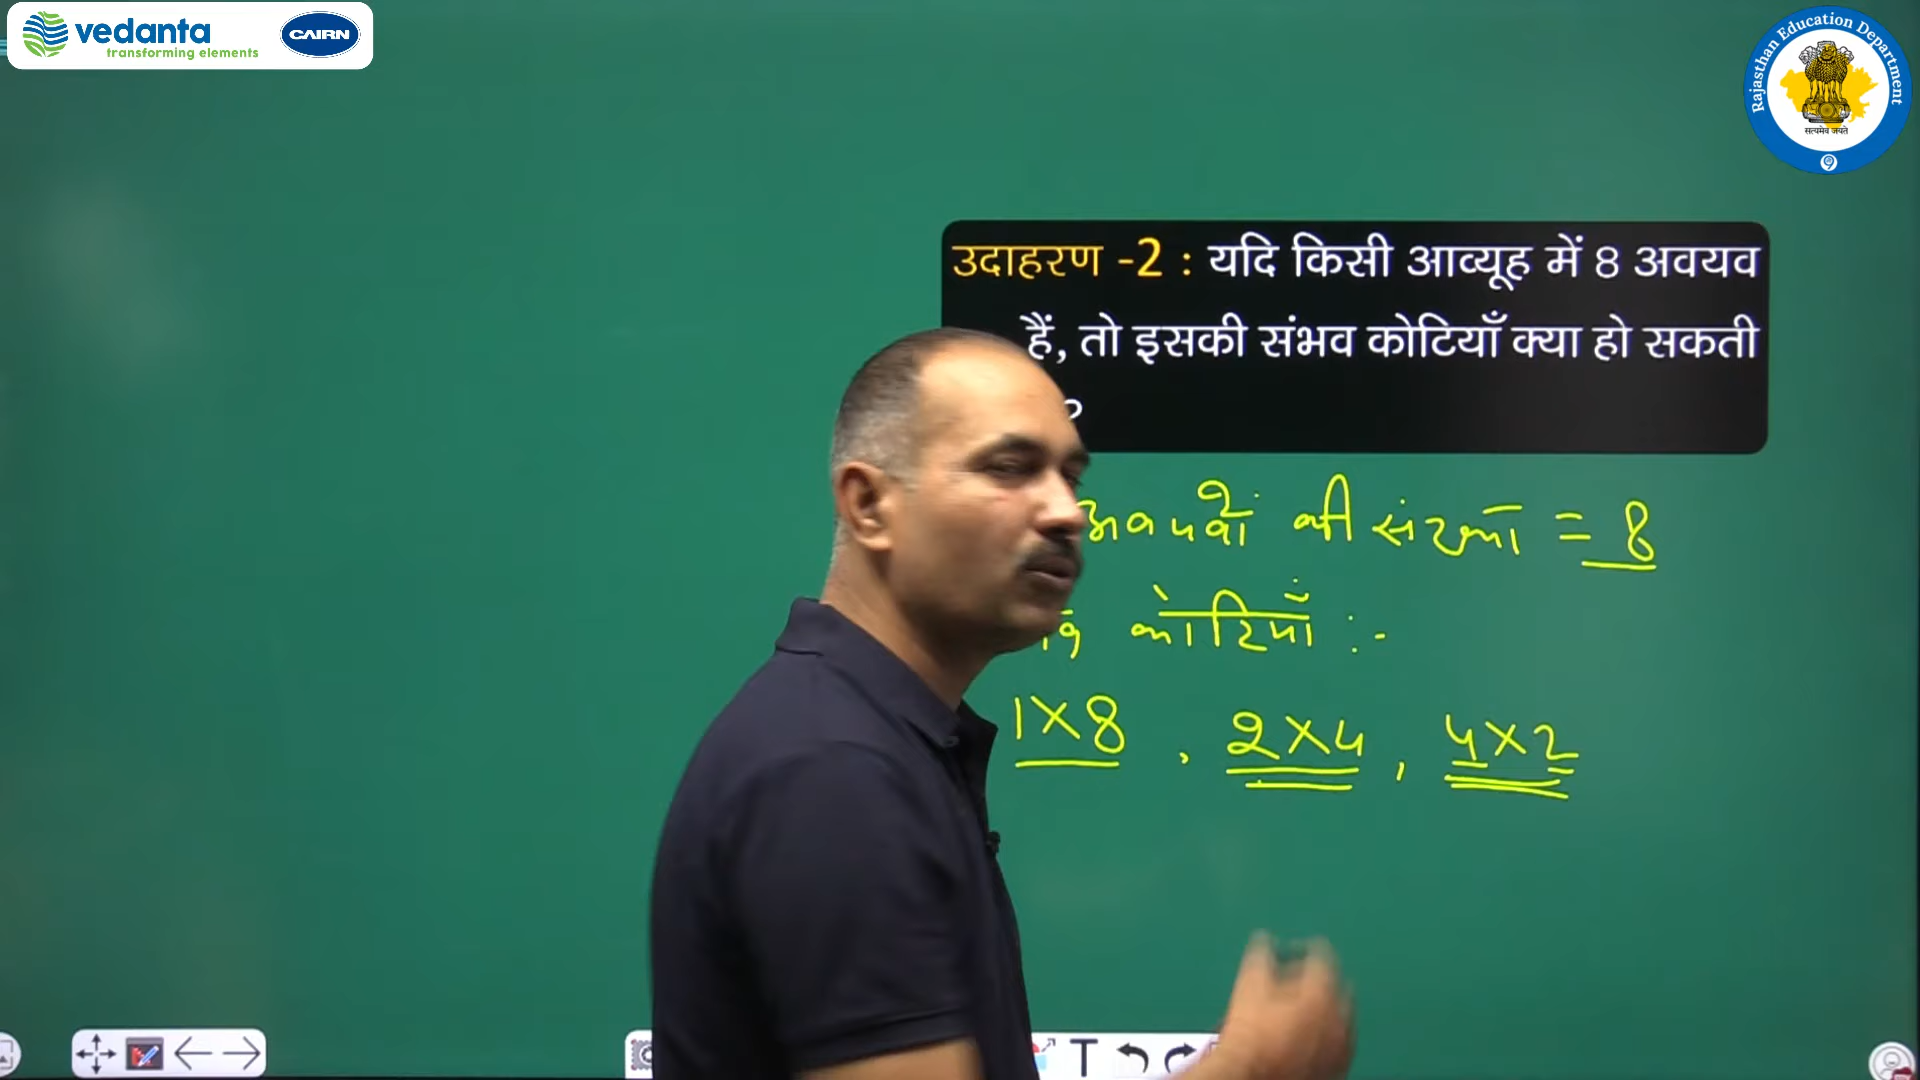 vedanta
transforming elements
CAIRN
Rajasthan Education Department
सत्यमेव जयते
उदाहरण -2 : यदि किसी आव्यूह में 8 अवयव
हैं, तो इसकी संभव कोटियाँ क्या हो सकती
?
अवयवों की संख्या = 8
कोटियाँ :-
1×8 , 2×4 , 4×2
T